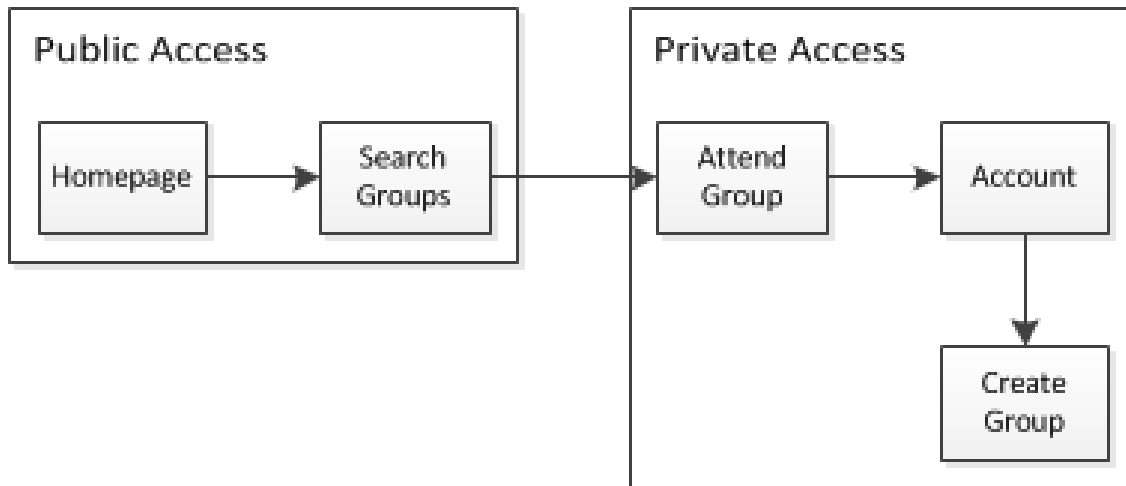 Public Access
Private Access
Homepage
Search
Groups
Attend
Group
Account
Create
Group